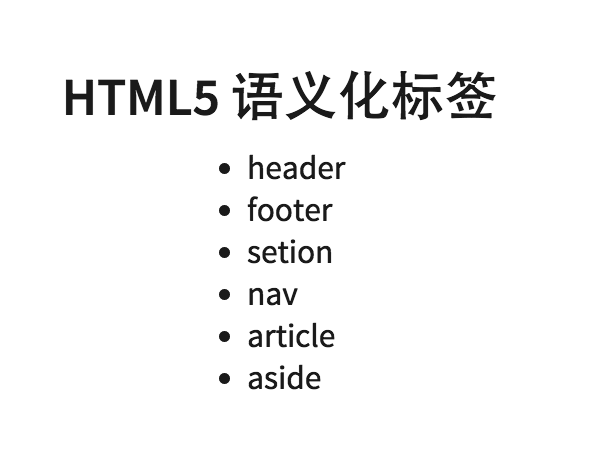 HTML5 语义化标签
• header
• footer
• setion
• nav
• article
• aside